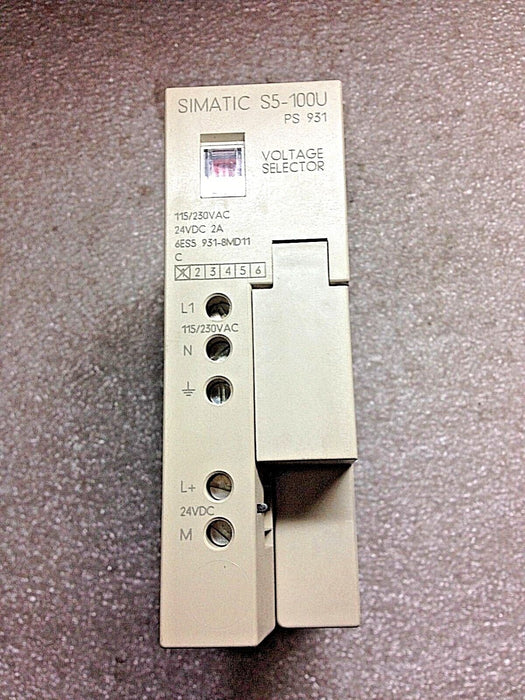 SIMATIC S5-100U
PS 931
VOLTAGE
SELECTOR
115/230VAC
24VDC 2A
6ES5 931-8MD11
C
X 2 3 4 5 6
L1
115/230VAC
N
L+
24VDC
M